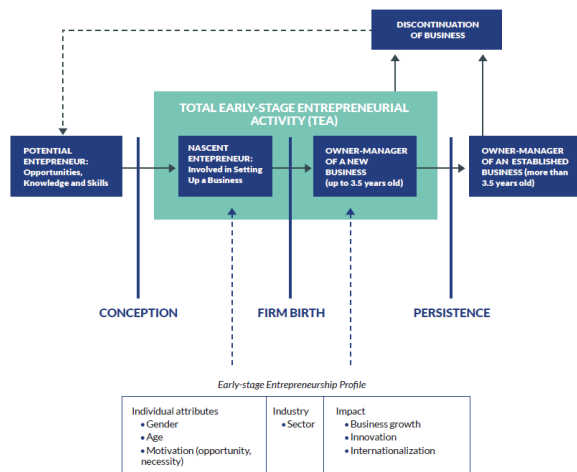 DISCONTINUATION
OF BUSINESS
TOTAL EARLY-STAGE ENTREPRENEURIAL
ACTIVITY (TEA)
POTENTIAL
ENTEPRENEUR:
Opportunities,
Knowledge and Skills
NASCENT
ENTEPRENEUR:
Involved in Setting
Up a Business
OWNER-MANAGER
OF A NEW
BUSINESS
(up to 3.5 years old)
OWNER-MANAGER
OF AN ESTABLISHED
BUSINESS (more than
3.5 years old)
CONCEPTION
FIRM BIRTH
PERSISTENCE
Early-stage Entrepreneurship Profile
Individual attributes
• Gender
• Age
• Motivation (opportunity,
necessity)
Industry
• Sector
Impact
• Business growth
• Innovation
• Internationalization